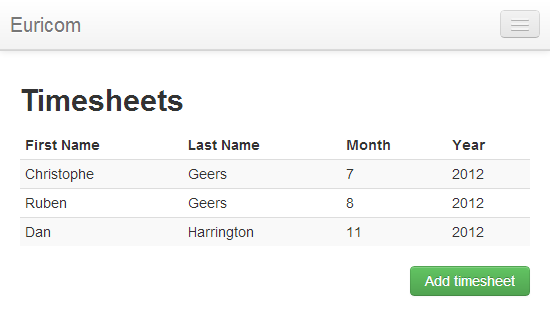 Euricom
Timesheets
First Name Last Name Month Year
Christophe Geers 7 2012
Ruben Geers 8 2012
Dan Harrington 11 2012
Add timesheet